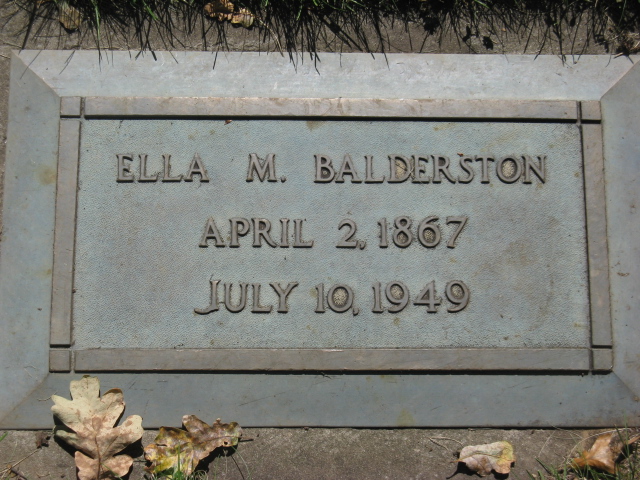 ELLA M. BALDERSTON
APRIL 2, 1867
JULY 10, 1949